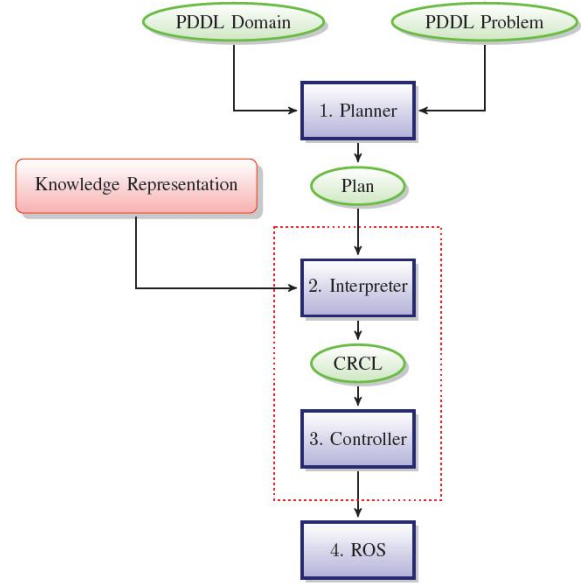 PDDL Domain
PDDL Problem
1. Planner
Knowledge Representation
Plan
2. Interpreter
CRCL
3. Controller
4. ROS